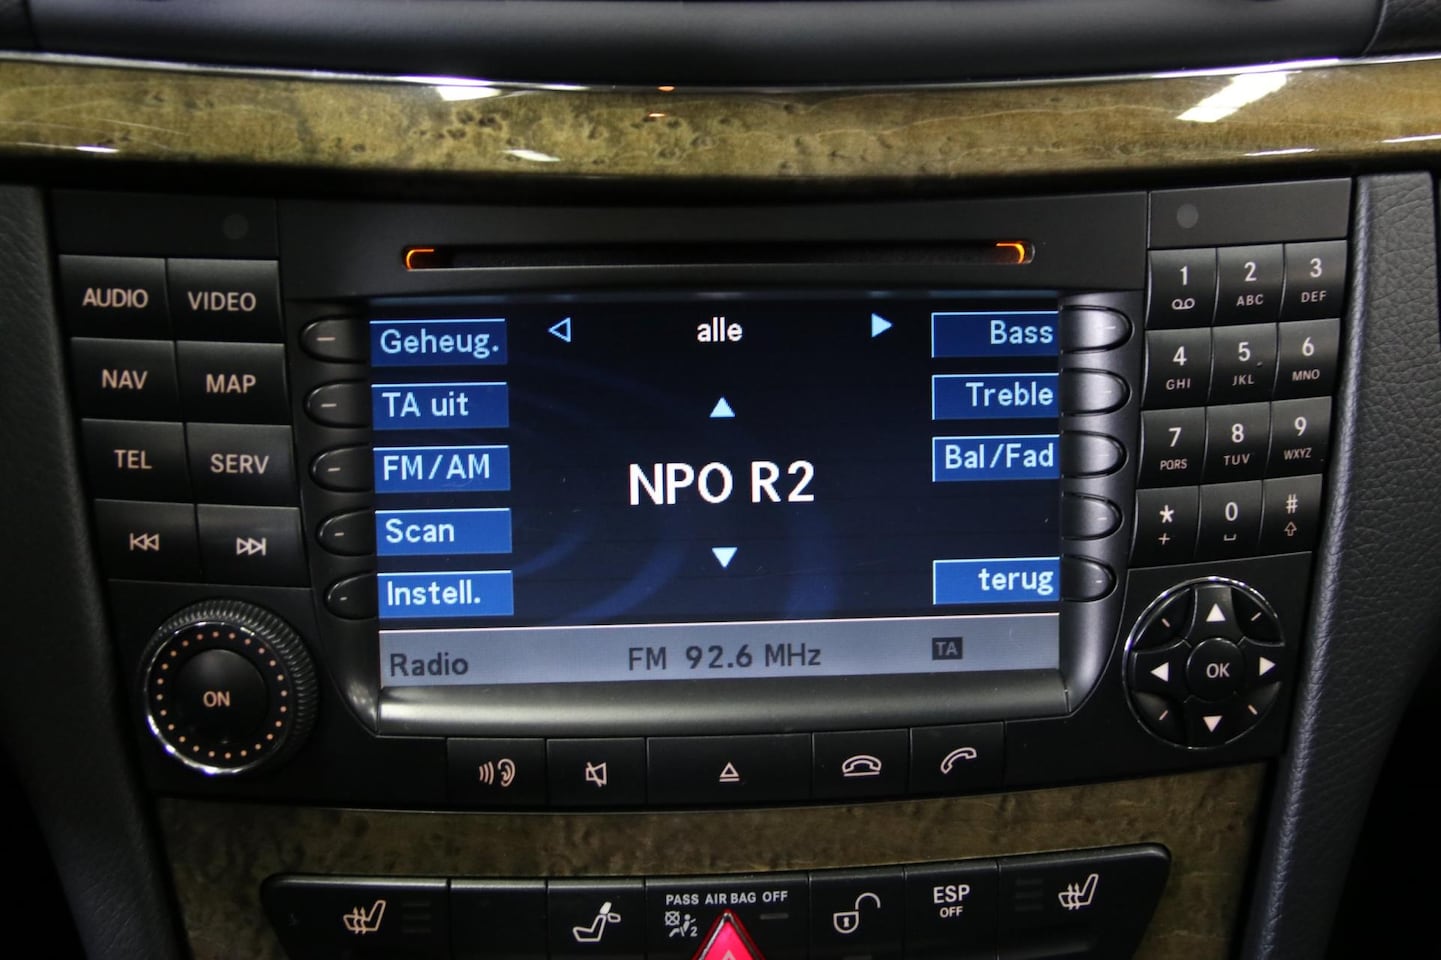 AUDIO
VIDEO
NAV
MAP
TEL
SERV
ON
Geheug.
TA uit
FM/AM
Scan
Instell.
alle
NPO R2
Bass
Treble
Bal/Fad
terug
Radio
FM 92.6 MHz
TA
1
2
ABC
3
DEF
4
GHI
5
JKL
6
MNO
7
PQRS
8
TUV
9
WXYZ
*
+
0
#
OK
PASS AIR BAG OFF
2
ESP
OFF